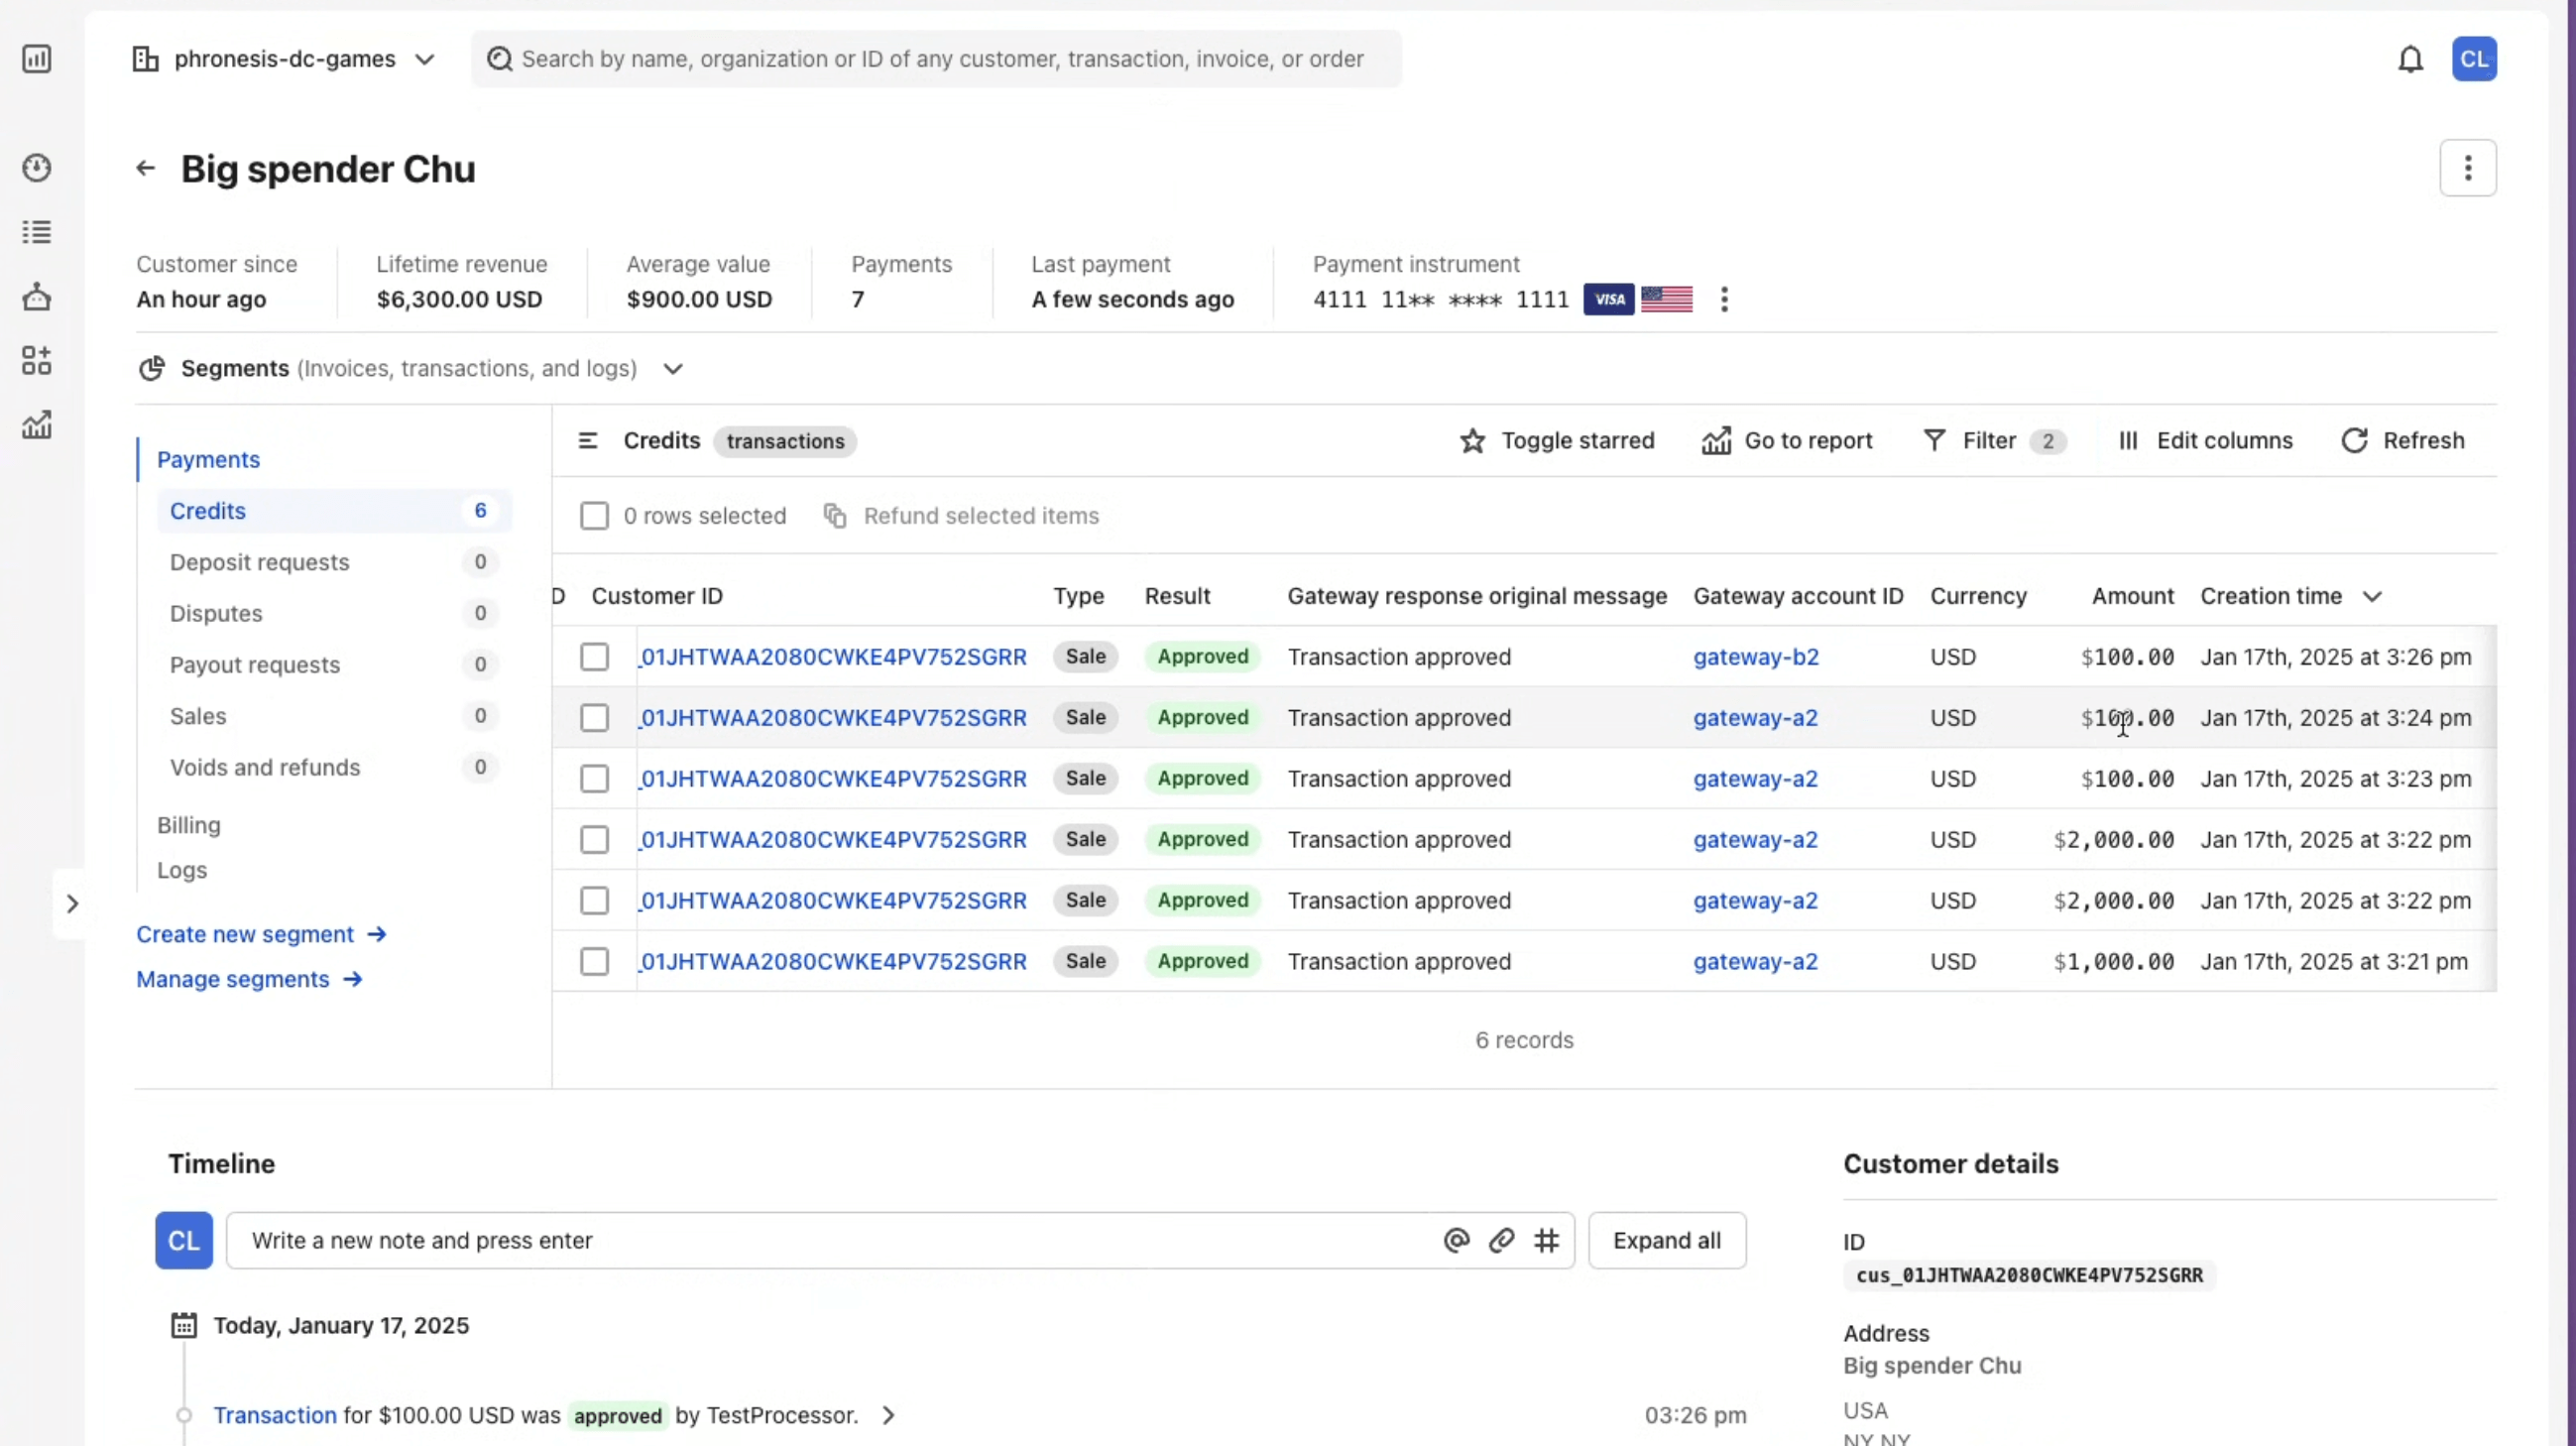 phronesis-dc-games
Search by name, organization or ID of any customer, transaction, invoice, or order
CL
Big spender Chu
Customer since
An hour ago
Lifetime revenue
$6,300.00 USD
Average value
$900.00 USD
Payments
7
Last payment
A few seconds ago
Payment instrument
4111 11** **** 1111 VISA
Segments (Invoices, transactions, and logs)
Payments
Credits 6
Deposit requests 0
Disputes 0
Payout requests 0
Sales 0
Voids and refunds 0
Billing
Logs
Create new segment →
Manage segments →
Credits transactions Toggle starred Go to report Filter 2 Edit columns Refresh
0 rows selected Refund selected items
D Customer ID Type Result Gateway response original message Gateway account ID Currency Amount Creation time
_01JHTWAA2080CWKE4PV752SGRR Sale Approved Transaction approved gateway-b2 USD $100.00 Jan 17th, 2025 at 3:26 pm
_01JHTWAA2080CWKE4PV752SGRR Sale Approved Transaction approved gateway-a2 USD $100.00 Jan 17th, 2025 at 3:24 pm
_01JHTWAA2080CWKE4PV752SGRR Sale Approved Transaction approved gateway-a2 USD $100.00 Jan 17th, 2025 at 3:23 pm
_01JHTWAA2080CWKE4PV752SGRR Sale Approved Transaction approved gateway-a2 USD $2,000.00 Jan 17th, 2025 at 3:22 pm
_01JHTWAA2080CWKE4PV752SGRR Sale Approved Transaction approved gateway-a2 USD $2,000.00 Jan 17th, 2025 at 3:22 pm
_01JHTWAA2080CWKE4PV752SGRR Sale Approved Transaction approved gateway-a2 USD $1,000.00 Jan 17th, 2025 at 3:21 pm
6 records
Timeline
CL Write a new note and press enter Expand all
Today, January 17, 2025
Transaction for $100.00 USD was approved by TestProcessor. 03:26 pm
Customer details
ID
cus_01JHTWAA2080CWKE4PV752SGRR
Address
Big spender Chu
USA
NY NY